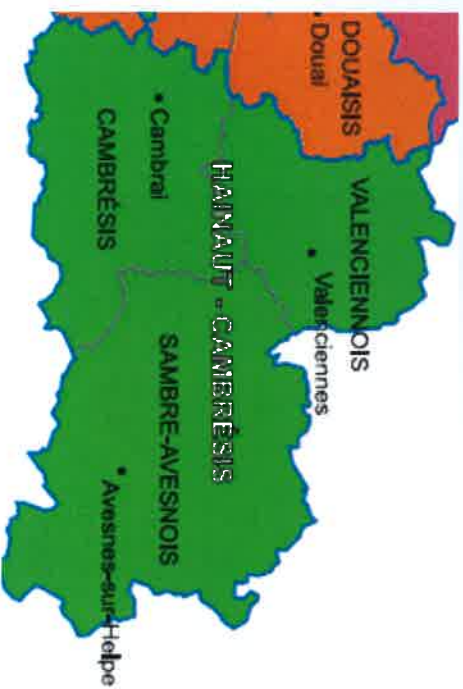 DOUAISIS
• Douai
VALENCIENNOIS
• Valenciennes
HAINAUT - CAMBRÉSIS
• Cambrai
CAMBRÉSIS
SAMBRE-AVESNOIS
• Avesnes-sur-Helpe